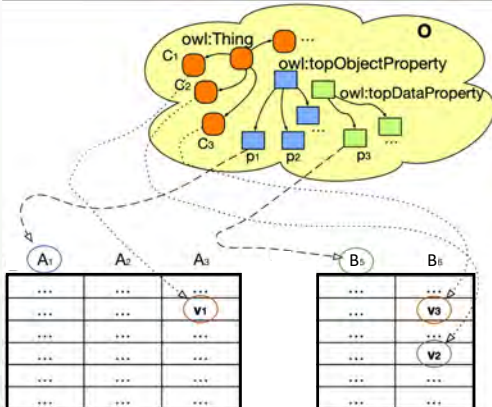 O
owl:Thing ...
C1
owl:topObjectProperty
C2
owl:topDataProperty
... ...
C3
p1 p2 p3
A1 A2 A3 B5 B6
... ... ... ... ...
... ... v1 ... v3
... ... ... ... ...
... ... ... ... v2
... ... ... ... ...
... ... ... ... ...